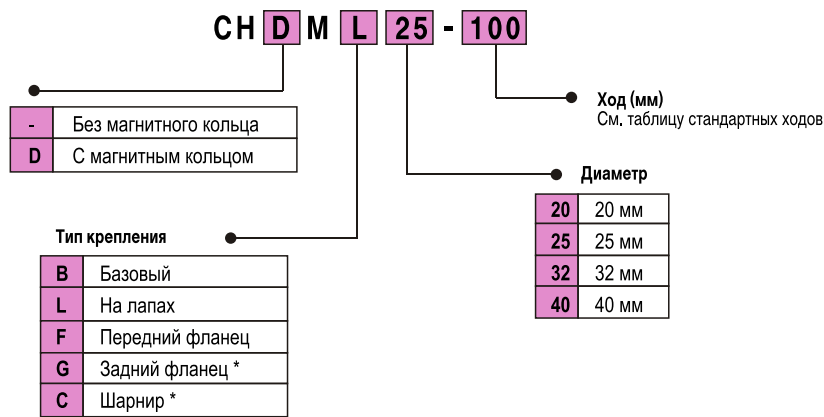 CH D M L 25 - 100
Ход (мм)
См. таблицу стандартных ходов
- Без магнитного кольца
D С магнитным кольцом
Диаметр
20 20 мм
25 25 мм
32 32 мм
40 40 мм
Тип крепления
B Базовый
L На лапах
F Передний фланец
G Задний фланец *
C Шарнир *